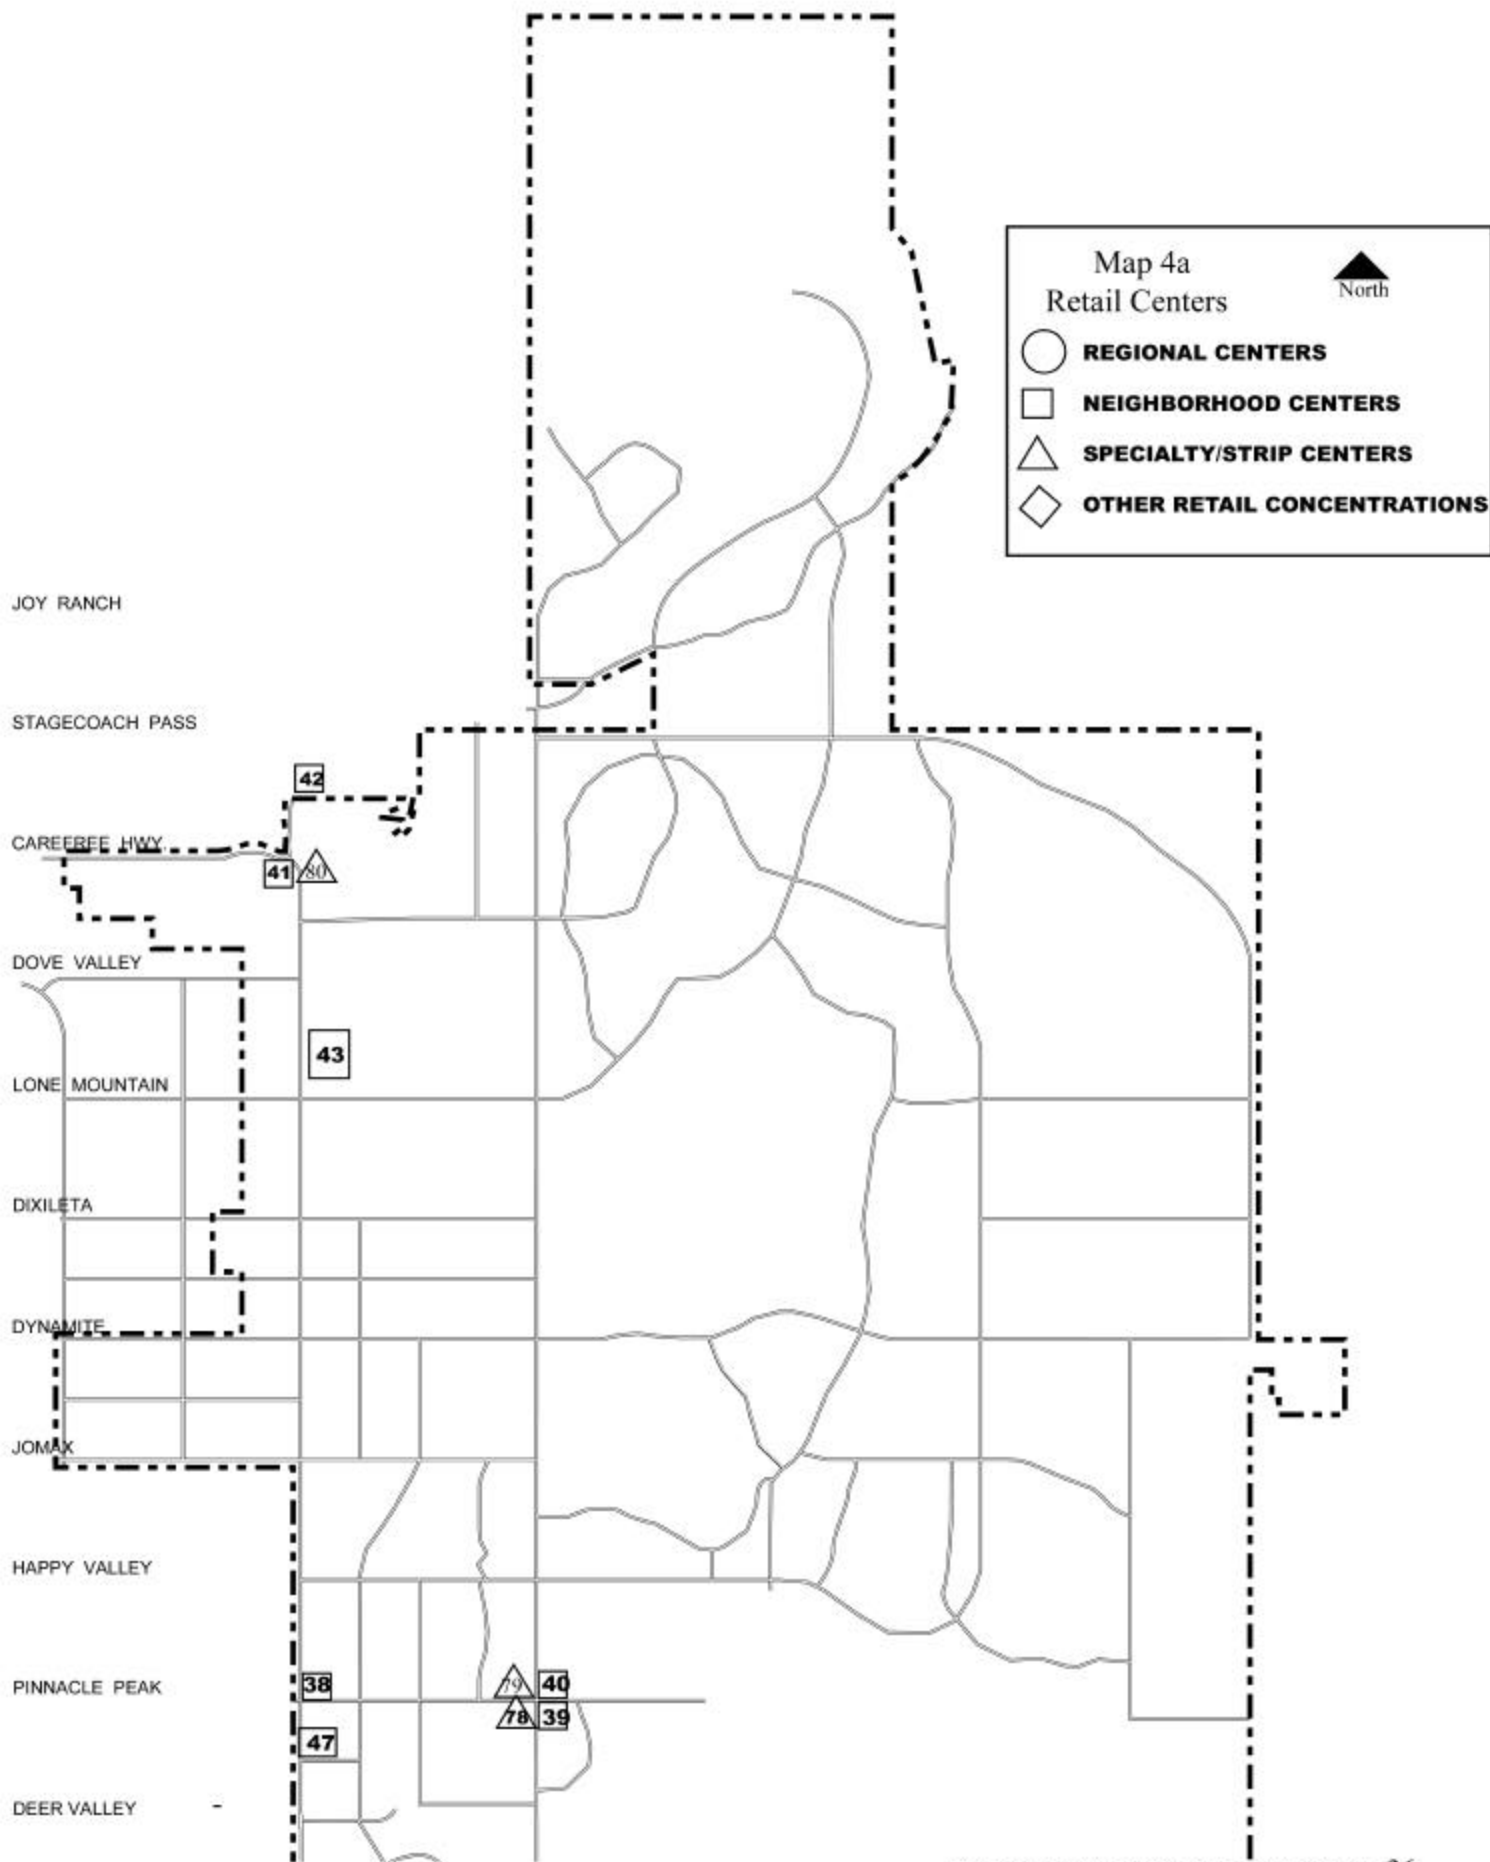 Map 4a
North
Retail Centers
REGIONAL CENTERS
NEIGHBORHOOD CENTERS
SPECIALTY/STRIP CENTERS
OTHER RETAIL CONCENTRATIONS
JOY RANCH
STAGECOACH PASS
42
CAREFREE HWY.
41 80
DOVE VALLEY
43
LONE MOUNTAIN
DIXILETA
DYNAMITE
JOMAX
HAPPY VALLEY
PINNACLE PEAK
38 79 40
78 39
47
DEER VALLEY -